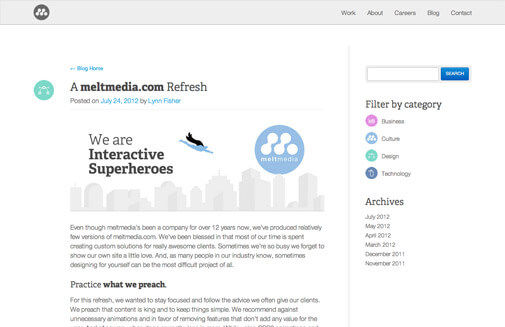 Work About Careers Blog Contact
← Blog Home
A meltmedia.com Refresh
Posted on July 24, 2012 by Lynn Fisher
SEARCH
We are
Interactive
Superheroes
meltmedia
Filter by category
Business
Culture
Design
Technology
Even though meltmedia's been a company for over 12 years now, we've produced relatively
few versions of metmedia.com. We've been blessed in that most of our time is spent
creating custom solutions for really awesome clients. Sometimes we're so busy we forget to
show our own site a little love. And, as many people in our industry know, sometimes
designing for yourself can be the most difficult project of all.
Archives
July 2012
May 2012
April 2012
March 2012
December 2011
November 2011
Practice what we preach.
For this refresh, we wanted to stay focused and follow the advice we often give our clients.
We preach that content is king and to keep things simple. We recommend against
unnecessary animations and in favor of removing features that don't add any value for the